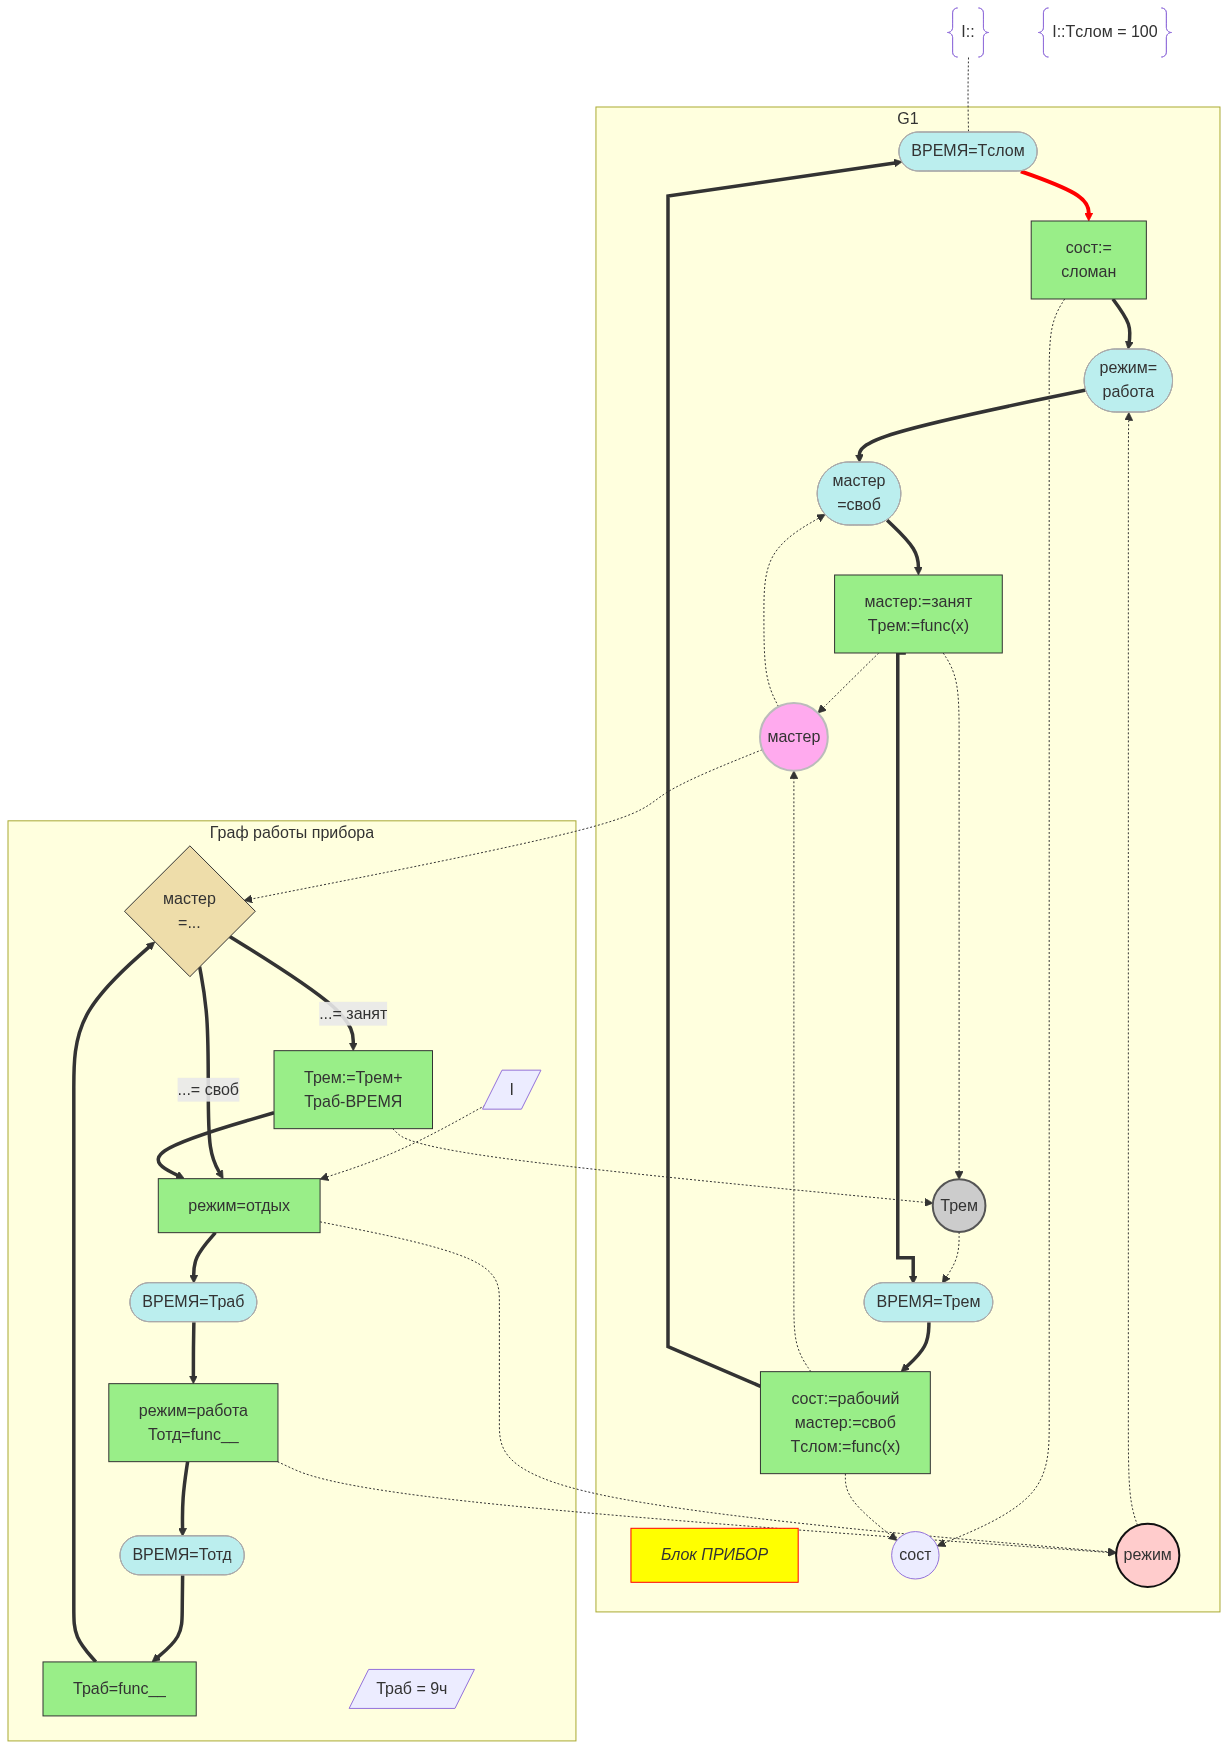 I::
I::Тслом = 100
G1
ВРЕМЯ=Тслом
сост:=
сломан
режим=
работа
мастер
=своб
мастер:=занят
Трем:=func(x)
мастер
Граф работы прибора
мастер
=...
...= занят
...= своб
Трем:=Трем+
Траб-ВРЕМЯ
I
режим=отдых
Трем
ВРЕМЯ=Траб
ВРЕМЯ=Трем
режим=работа
Тотд=func__
сост:=рабочий
мастер:=своб
Тслом:=func(x)
ВРЕМЯ=Тотд
Блок ПРИБОР
сост
режим
Траб=func__
Траб = 9ч